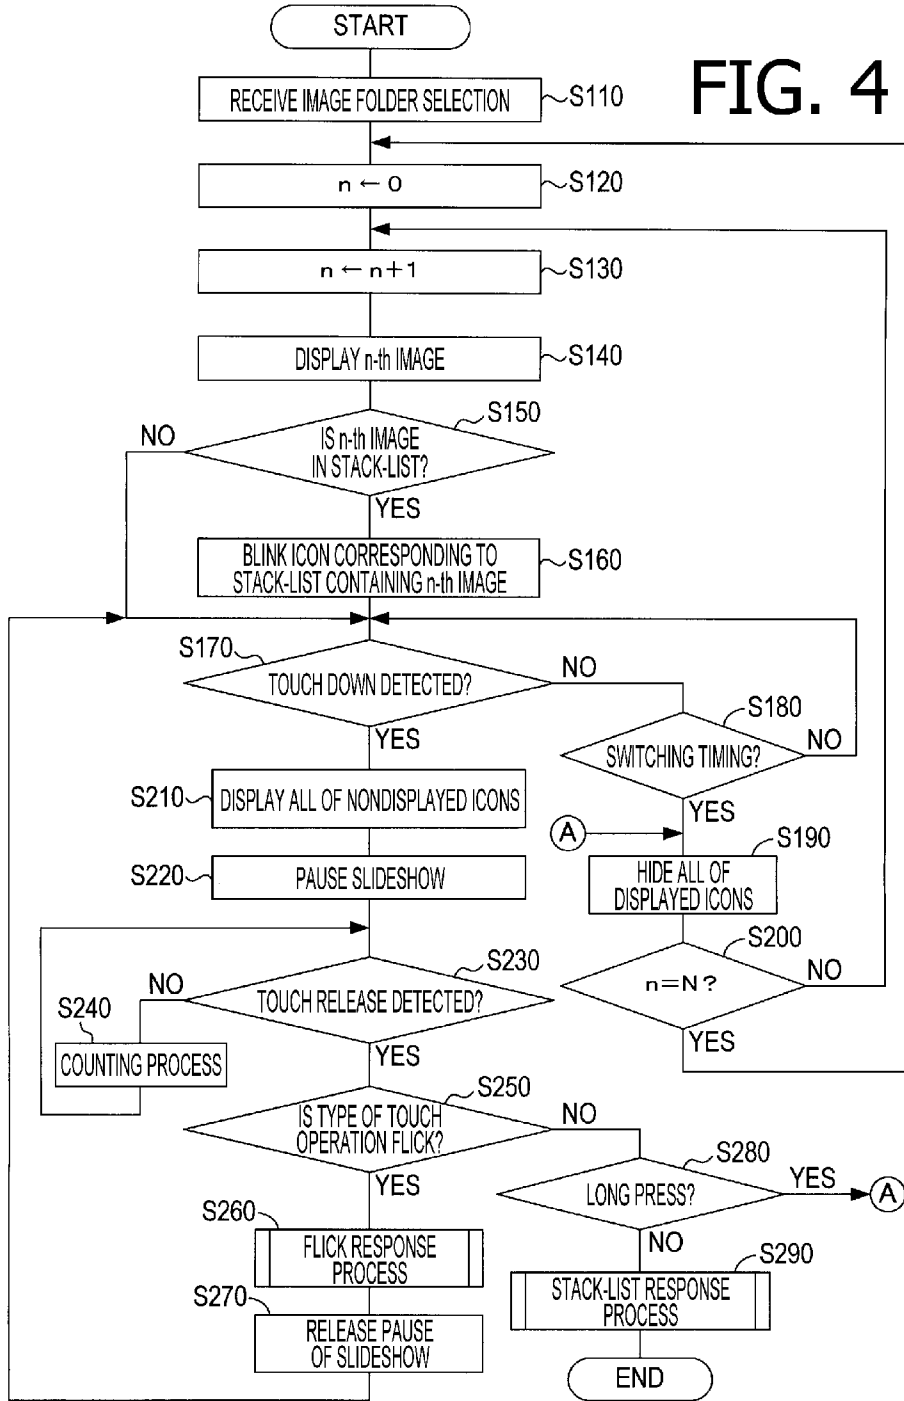 START
FIG. 4
RECEIVE IMAGE FOLDER SELECTION
S110
n ← 0
S120
n ← n+1
S130
DISPLAY n-th IMAGE
S140
S150
NO
IS n-th IMAGE
IN STACK-LIST?
YES
BLINK ICON CORRESPONDING TO
STACK-LIST CONTAINING n-th IMAGE
S160
S170
TOUCH DOWN DETECTED?
NO
YES
S180
SWITCHING TIMING?
NO
YES
S210
DISPLAY ALL OF NONDISPLAYED ICONS
A
S190
HIDE ALL OF
DISPLAYED ICONS
S220
PAUSE SLIDESHOW
S200
n=N?
NO
YES
S230
NO
TOUCH RELEASE DETECTED?
YES
S240
COUNTING PROCESS
S250
IS TYPE OF TOUCH
OPERATION FLICK?
NO
YES
S280
LONG PRESS?
YES
A
NO
S260
FLICK RESPONSE
PROCESS
S290
STACK-LIST RESPONSE
PROCESS
S270
RELEASE PAUSE
OF SLIDESHOW
END